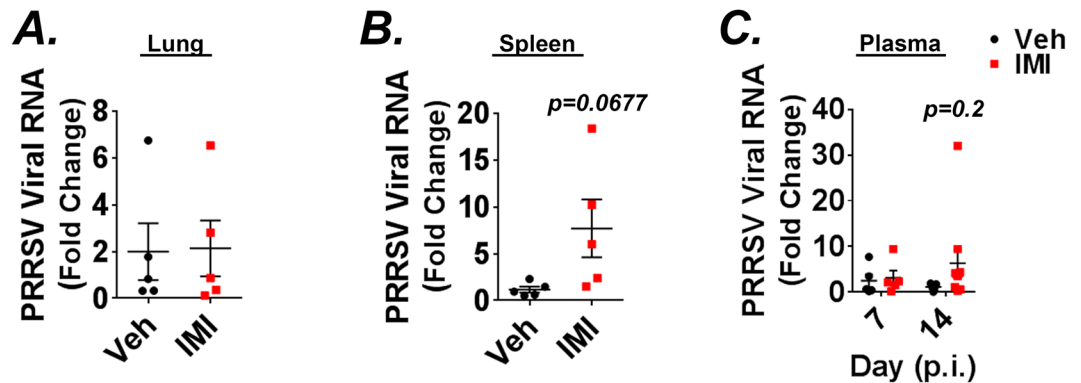 A.
Lung
PRRSV Viral RNA
(Fold Change)
8
6
4
2
0
Veh
IMI
B.
Spleen
p=0.0677
PRRSV Viral RNA
(Fold Change)
20
15
10
5
0
Veh
IMI
C.
Plasma
Veh
IMI
p=0.2
PRRSV Viral RNA
(Fold Change)
40
30
20
10
0
7
14
Day (p.i.)